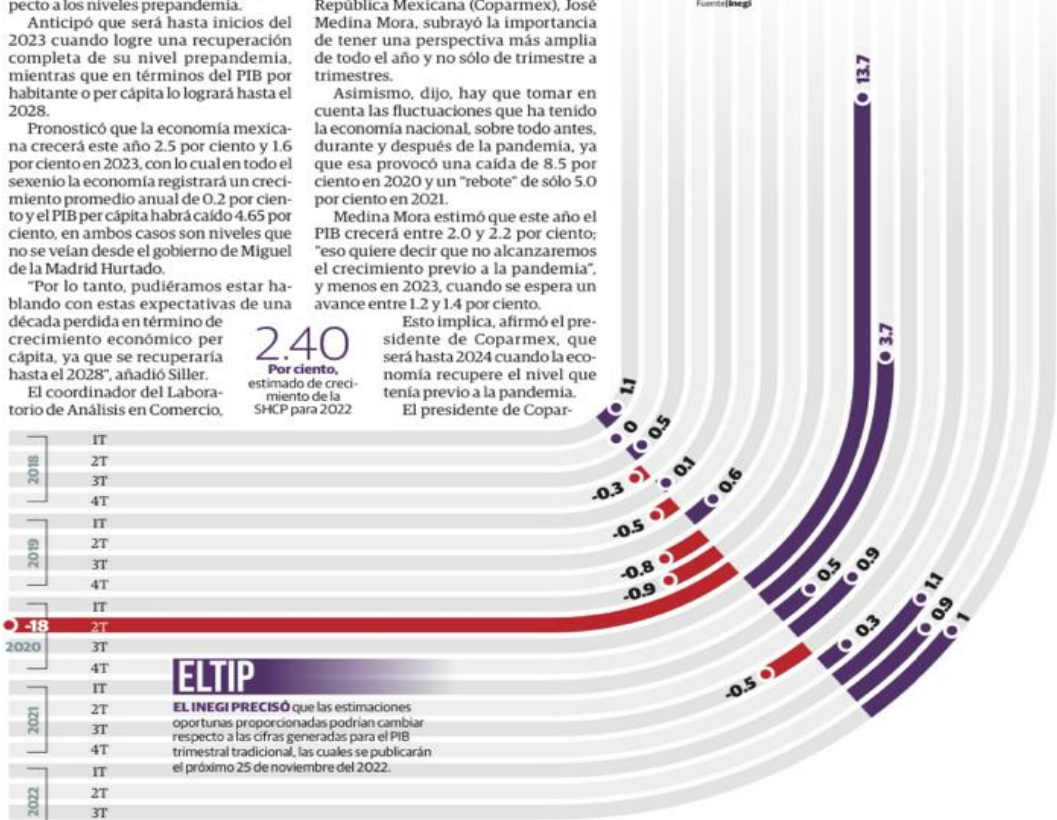 pecto a los niveles prepandemia.
Anticipó que será hasta inicios del
2023 cuando logre una recuperación
completa de su nivel prepandemia,
mientras que en términos del PIB por
habitante o per cápita lo logrará hasta el
2028.
Pronosticó que la economía mexica-
na crecerá este año 2.5 por ciento y 1.6
por ciento en 2023, con lo cual en todo el
sexenio la economía registrará un creci-
miento promedio anual de 0.2 por cien-
to y el PIB per cápita habrá caído 4.65 por
ciento, en ambos casos son niveles que
no se veían desde el gobierno de Miguel
de la Madrid Hurtado.
"Por lo tanto, pudiéramos estar ha-
blando con estas expectativas de una
década perdida en término de
crecimiento económico per
cápita, ya que se recuperaría
hasta el 2028", añadió Siller.
El coordinador del Labora-
torio de Análisis en Comercio,
2.40
Por ciento,
estimado de creci-
miento de la
SHCP para 2022
República Mexicana (Coparmex), José
Medina Mora, subrayó la importancia
de tener una perspectiva más amplia
de todo el año y no sólo de trimestre a
trimestres.
Asimismo, dijo, hay que tomar en
cuenta las fluctuaciones que ha tenido
la economía nacional, sobre todo antes,
durante y después de la pandemia, ya
que esa provocó una caída de 8.5 por
ciento en 2020 y un "rebote" de sólo 5.0
por ciento en 2021.
Medina Mora estimó que este año el
PIB crecerá entre 2.0 y 2.2 por ciento;
"eso quiere decir que no alcanzaremos
el crecimiento previo a la pandemia",
y menos en 2023, cuando se espera un
avance entre 1.2 y 1.4 por ciento.
Esto implica, afirmó el pre-
sidente de Coparmex, que
será hasta 2024 cuando la eco-
nomía recupere el nivel que
tenía previo a la pandemia.
El presidente de Copar-
Fuente|Inegi
2018
1T
2T
3T
4T
2019
1T
2T
3T
4T
2020
1T
2T
3T
4T
2021
1T
2T
3T
4T
2022
1T
2T
3T
1.1
0
0.5
-0.3
0.1
-0.5
0.6
-0.8
-0.9
-18
13.7
3.7
0.5
0.9
-0.5
0.3
1.1
0.9
1
EL TIP
EL INEGI PRECISÓ que las estimaciones
oportunas proporcionadas podrían cambiar
respecto a las cifras generadas para el PIB
trimestral tradicional, las cuales se publicarán
el próximo 25 de noviembre del 2022.